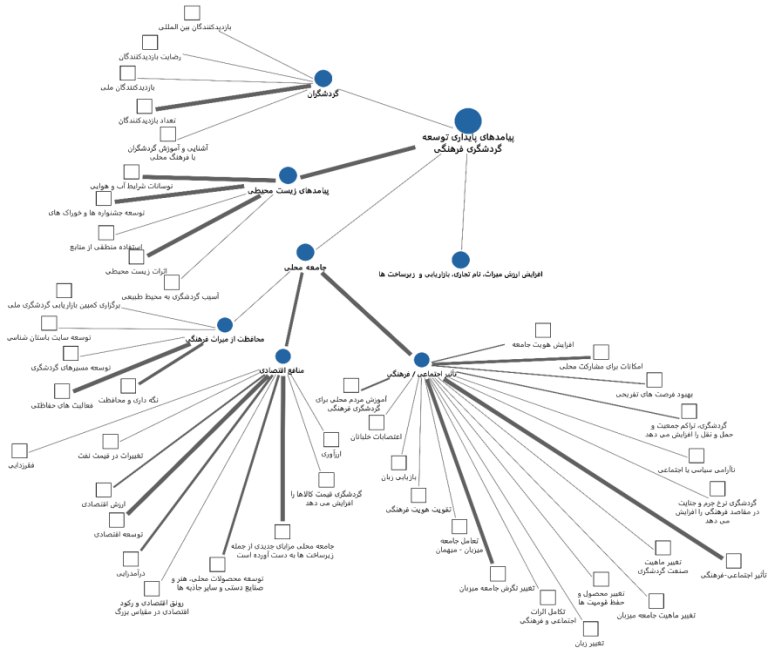 بازدیدکنندگان بین المللی
رضایت بازدیدکنندگان
بازدیدکنندگان ملی
تعداد بازدیدکنندگان
آشنایی و آموزش گردشگران
با فرهنگ محلی
گردشگران
پیامدهای پایداری توسعه
گردشگری فرهنگی
نوسانات شرایط آب و هوایی
توسعه جشنواره ها و خوراک های
استفاده منطقی از منابع
اثرات زیست محیطی
آسیب گردشگری به محیط طبیعی
پیامدهای زیست محیطی
جامعه محلی
افزایش ارزش میراث، نام تجاری، بازاریابی و زیرساخت ها
برگزاری کمپین بازاریابی گردشگری ملی
توسعه سایت باستان شناسی
توسعه مسیرهای گردشگری
فعالیت های حفاظتی
نگه داری و محافظت
محافظت از میراث فرهنگی
منافع اقتصادی
تأثیر اجتماعی / فرهنگی
افزایش هویت جامعه
امکانات برای مشارکت محلی
بهبود فرصت های تفریحی
گردشگری، تراکم جمعیت و
حمل و نقل را افزایش می دهد
ناآرامی سیاسی یا اجتماعی
گردشگری نرخ جرم و جنایت
در مقاصد فرهنگی را افزایش
می دهد
تأثیر اجتماعی-فرهنگی
آموزش مردم محلی برای
گردشگری فرهنگی
اعتصابات خلبانان
بازیابی زبان
تقویت هویت فرهنگی
تعامل جامعه
میزبان - میهمان
تغییر نگرش جامعه میزبان
تکامل اثرات
اجتماعی و فرهنگی
تغییر زبان
تغییر محصول و
حفظ قومیت ها
تغییر ماهیت
صنعت گردشگری
تغییر ماهیت جامعه میزبان
فقرزدایی
تغییرات در قیمت نفت
ارزش اقتصادی
توسعه اقتصادی
درآمدزایی
رونق اقتصادی و رکود
اقتصادی در مقیاس بزرگ
توسعه محصولات محلی، هنر و
صنایع دستی و سایر جاذبه ها
جامعه محلی مزایای جدیدی از جمله
زیرساخت ها به دست آورده است
ارزآوری
گردشگری قیمت کالاها را
افزایش می دهد